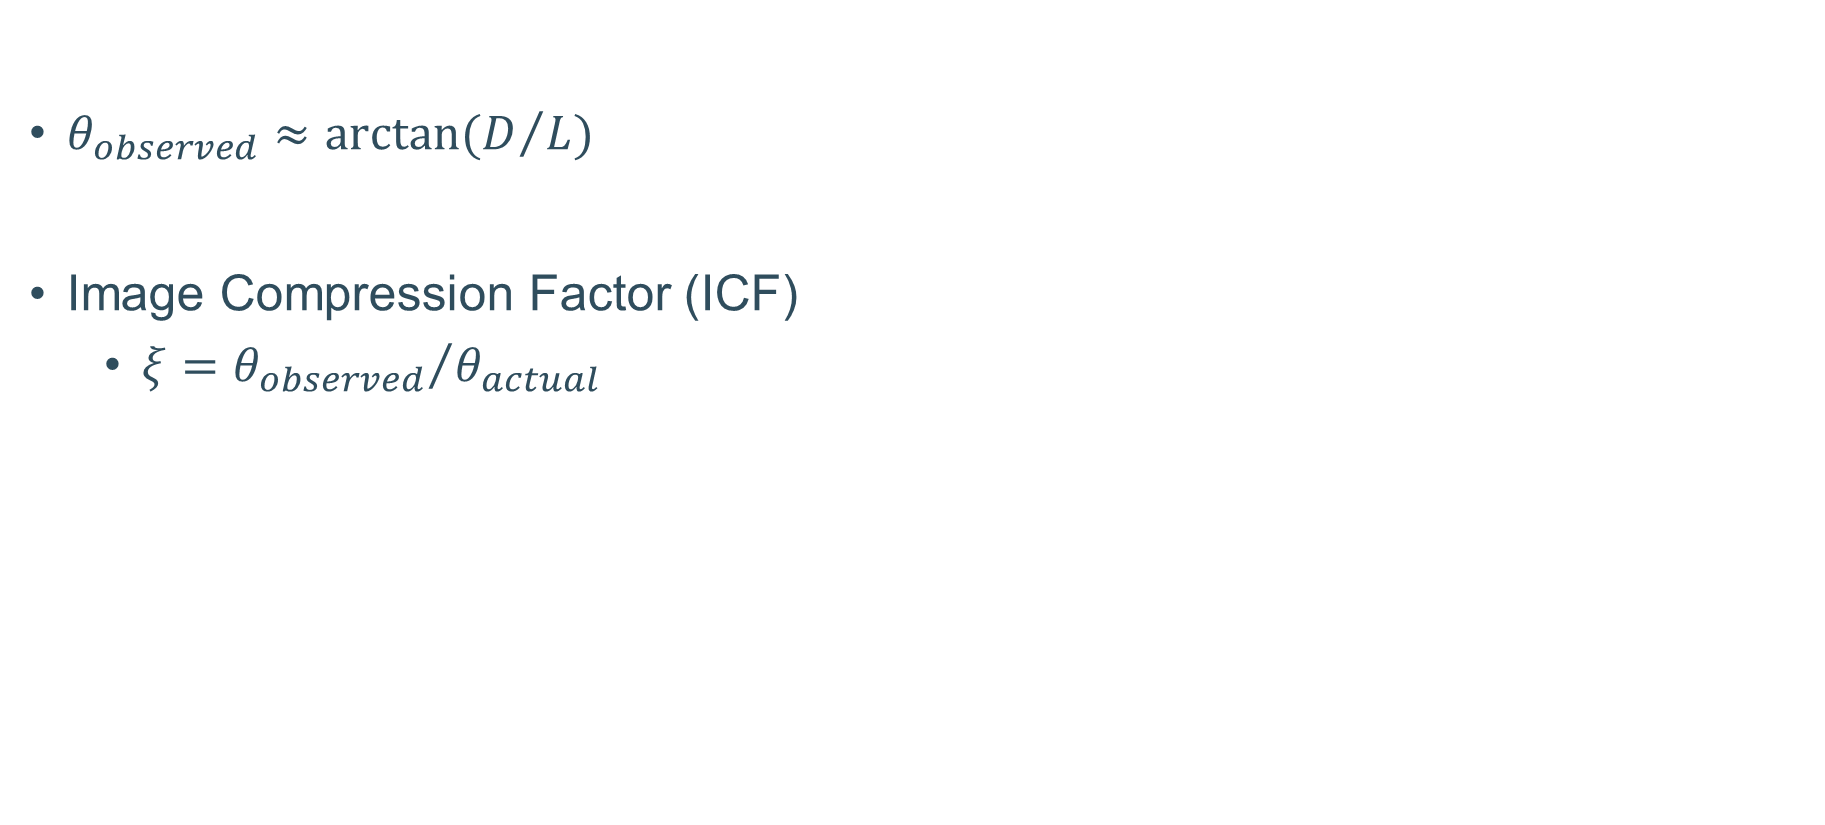 • θ_observed ≈ arctan(D/L)
• Image Compression Factor (ICF)
• ξ = θ_observed/θ_actual